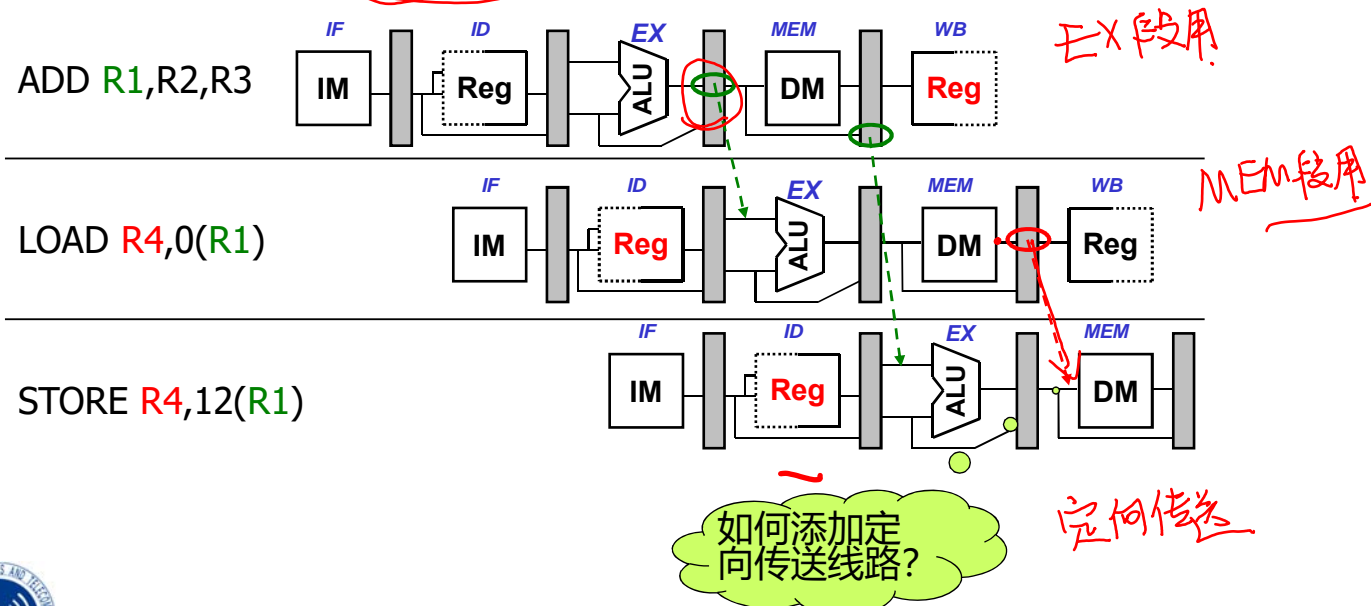 IF ID EX MEM WB
EX段用
ADD R1,R2,R3
IM Reg ALU DM Reg
IF ID EX MEM WB
MEM段用
LOAD R4,0(R1)
IM Reg ALU DM Reg
IF ID EX MEM
STORE R4,12(R1)
IM Reg ALU DM
如何添加定
向传送线路?
定向传送
S AND TELECOM